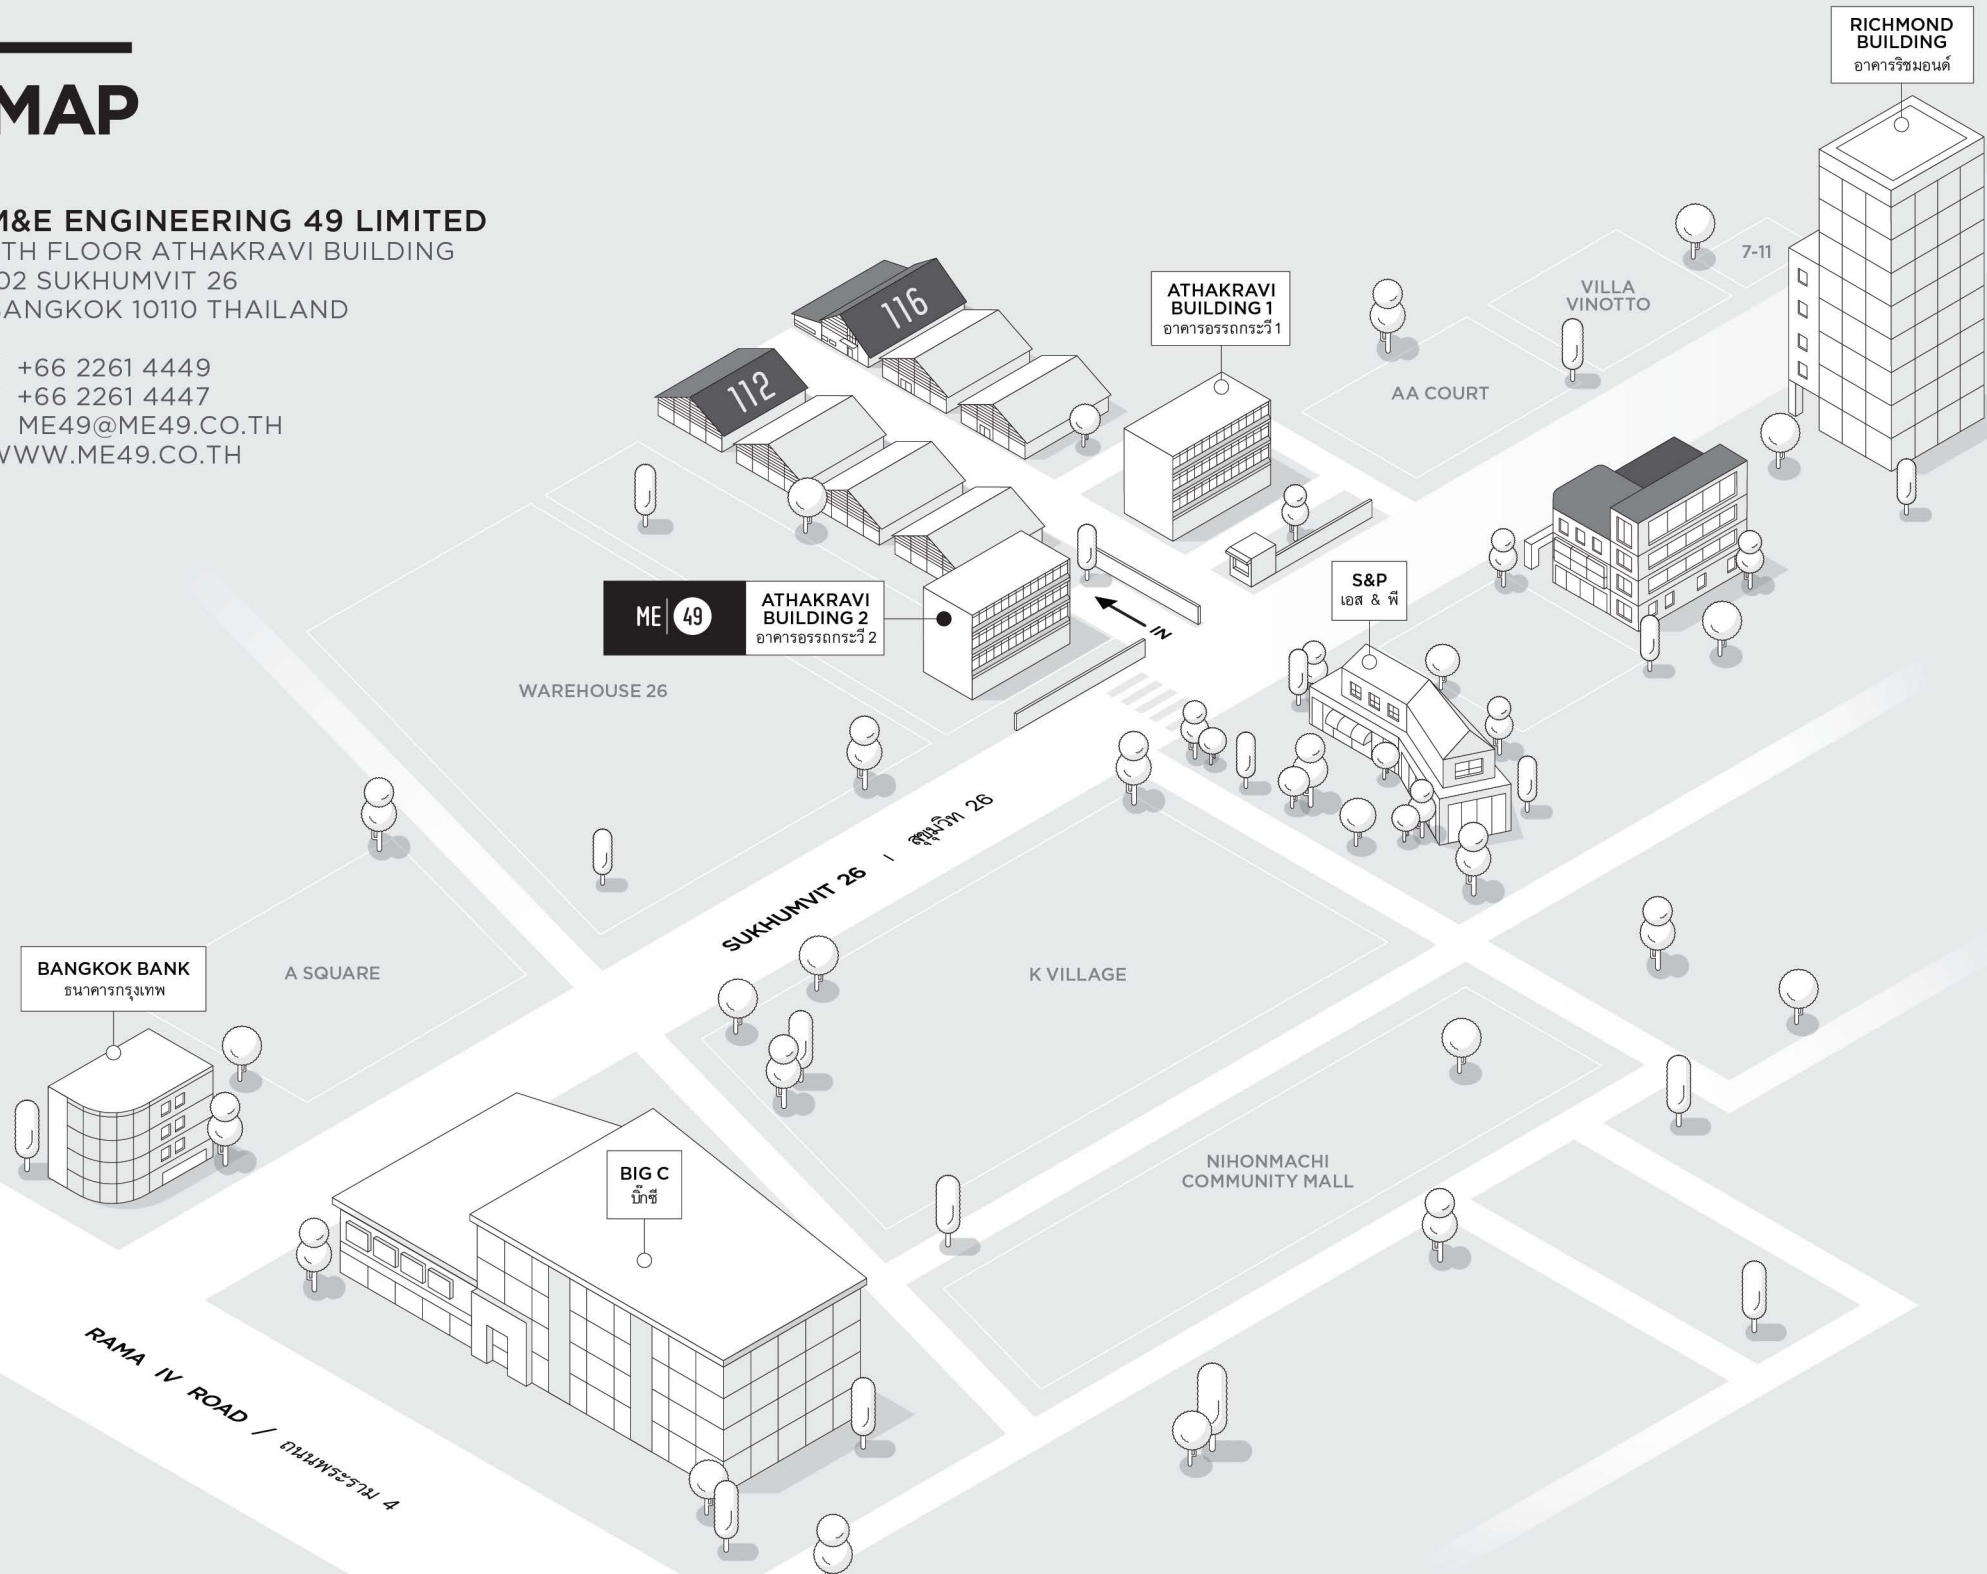 MAP
M&E ENGINEERING 49 LIMITED
TH FLOOR ATHAKRAVI BUILDING
02 SUKHUMVIT 26
BANGKOK 10110 THAILAND
+66 2261 4449
+66 2261 4447
ME49@ME49.CO.TH
WWW.ME49.CO.TH
RICHMOND
BUILDING
อาคารริชมอนด์
7-11
VILLA
VINOTTO
116
ATHAKRAVI
BUILDING 1
อาคารอรรถกระวี 1
AA COURT
112
S&P
เอส & พี
ME 49
ATHAKRAVI
BUILDING 2
อาคารอรรถกระวี 2
IN
WAREHOUSE 26
SUKHUMVIT 26 | สุขุมวิท 26
BANGKOK BANK
ธนาคารกรุงเทพ
A SQUARE
K VILLAGE
BIG C
บิ๊กซี
NIHONMACHI
COMMUNITY MALL
RAMA IV ROAD / ถนนพระราม 4